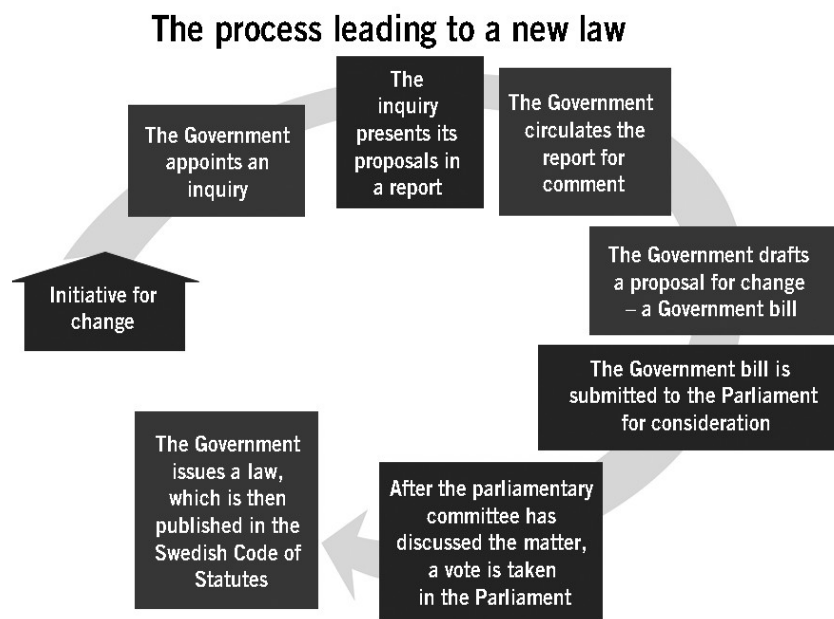 The process leading to a new law
Initiative for
change
The Government
appoints an
inquiry
The
inquiry
presents its
proposals in
a report
The Government
circulates the
report for
comment
The Government drafts
a proposal for change
– a Government bill
The Government bill is
submitted to the Parliament
for consideration
After the parliamentary
committee has
discussed the matter,
a vote is taken
in the Parliament
The Government
issues a law,
which is then
published in the
Swedish Code of
Statutes